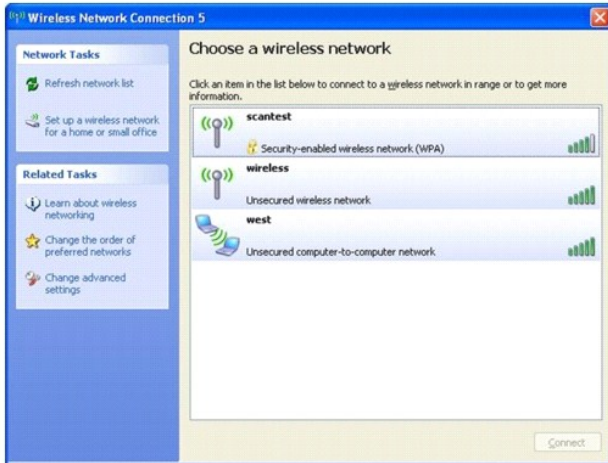 Wireless Network Connection 5
Network Tasks
Refresh network list
Set up a wireless network
for a home or small office
Related Tasks
Learn about wireless
networking
Change the order of
preferred networks
Change advanced
settings
Choose a wireless network
Click an item in the list below to connect to a wireless network in range or to get more
information.
scantest
Security-enabled wireless network (WPA)
wireless
Unsecured wireless network
west
Unsecured computer-to-computer network
Connect